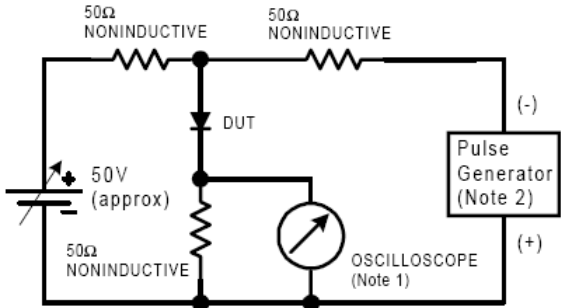 50Ω
NONINDUCTIVE
50Ω
NONINDUCTIVE
DUT
(-)
+
50V
(approx)
-
Pulse
Generator
(Note 2)
50Ω
NONINDUCTIVE
OSCILLOSCOPE
(Note 1)
(+)